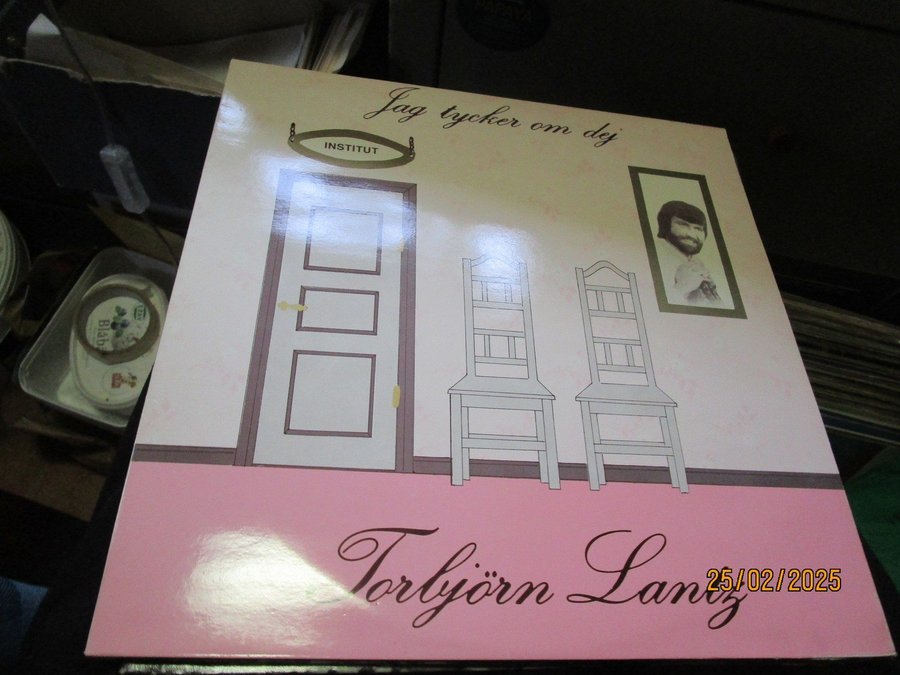 Jag tycker om dej
INSTITUT
Torbjörn Lantz
25/02/2025